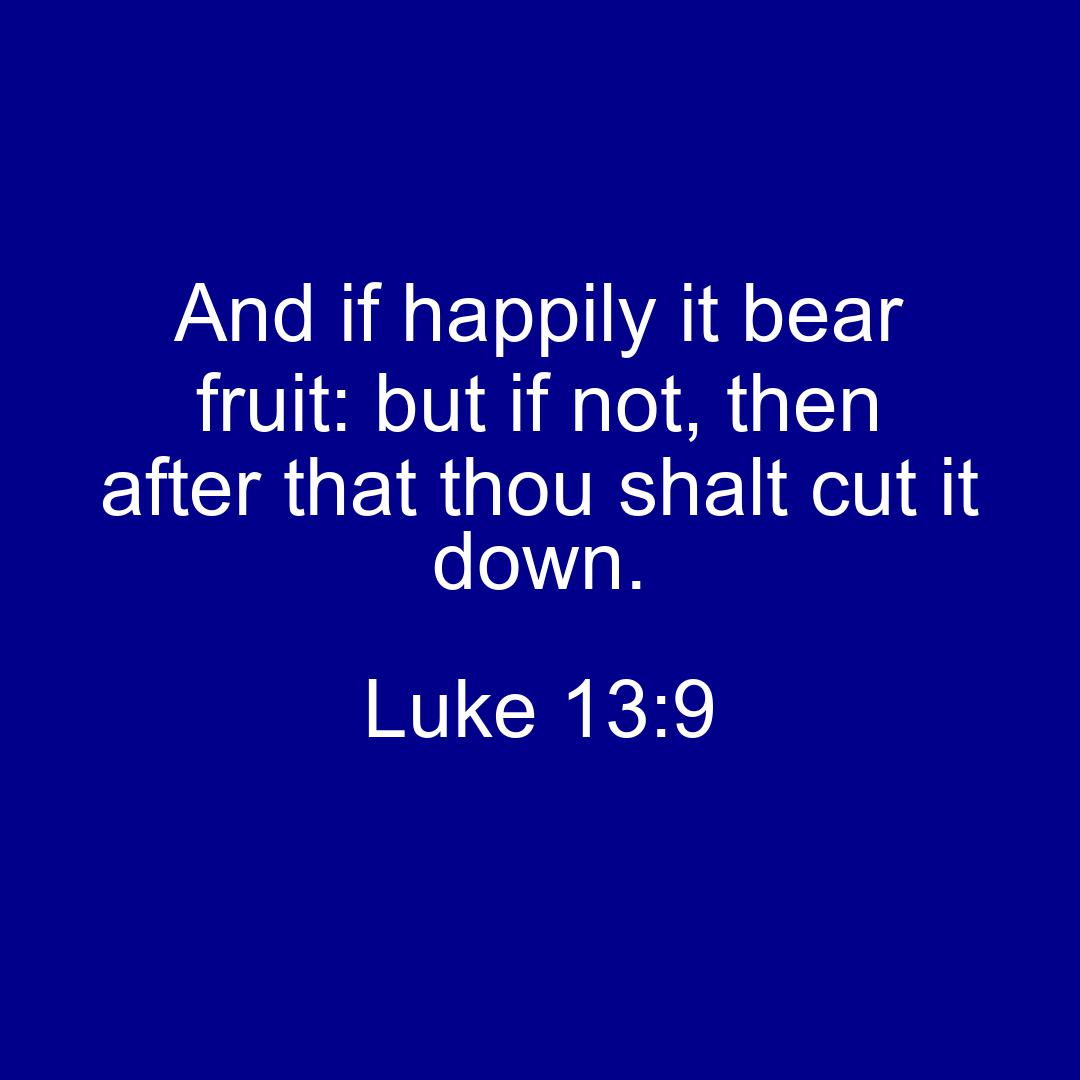 And if happily it bear
fruit: but if not, then
after that thou shalt cut it
down.
Luke 13:9